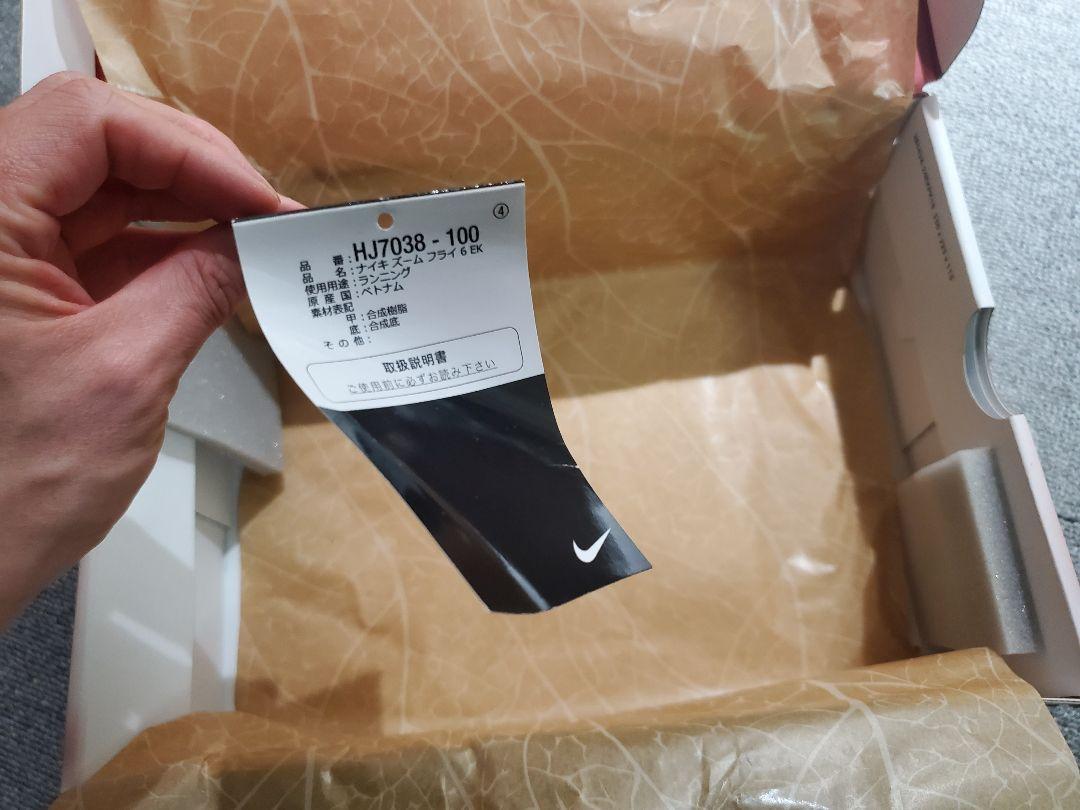 ④
品 番：HJ7038 - 100
品 名：ナイキ ズーム フライ 6 EK
使用用途：ランニング
原 産 国：ベトナム
素材表記
甲：合成樹脂
底：合成底
そ の 他：
取扱説明書
ご使用前に必ずお読み下さい